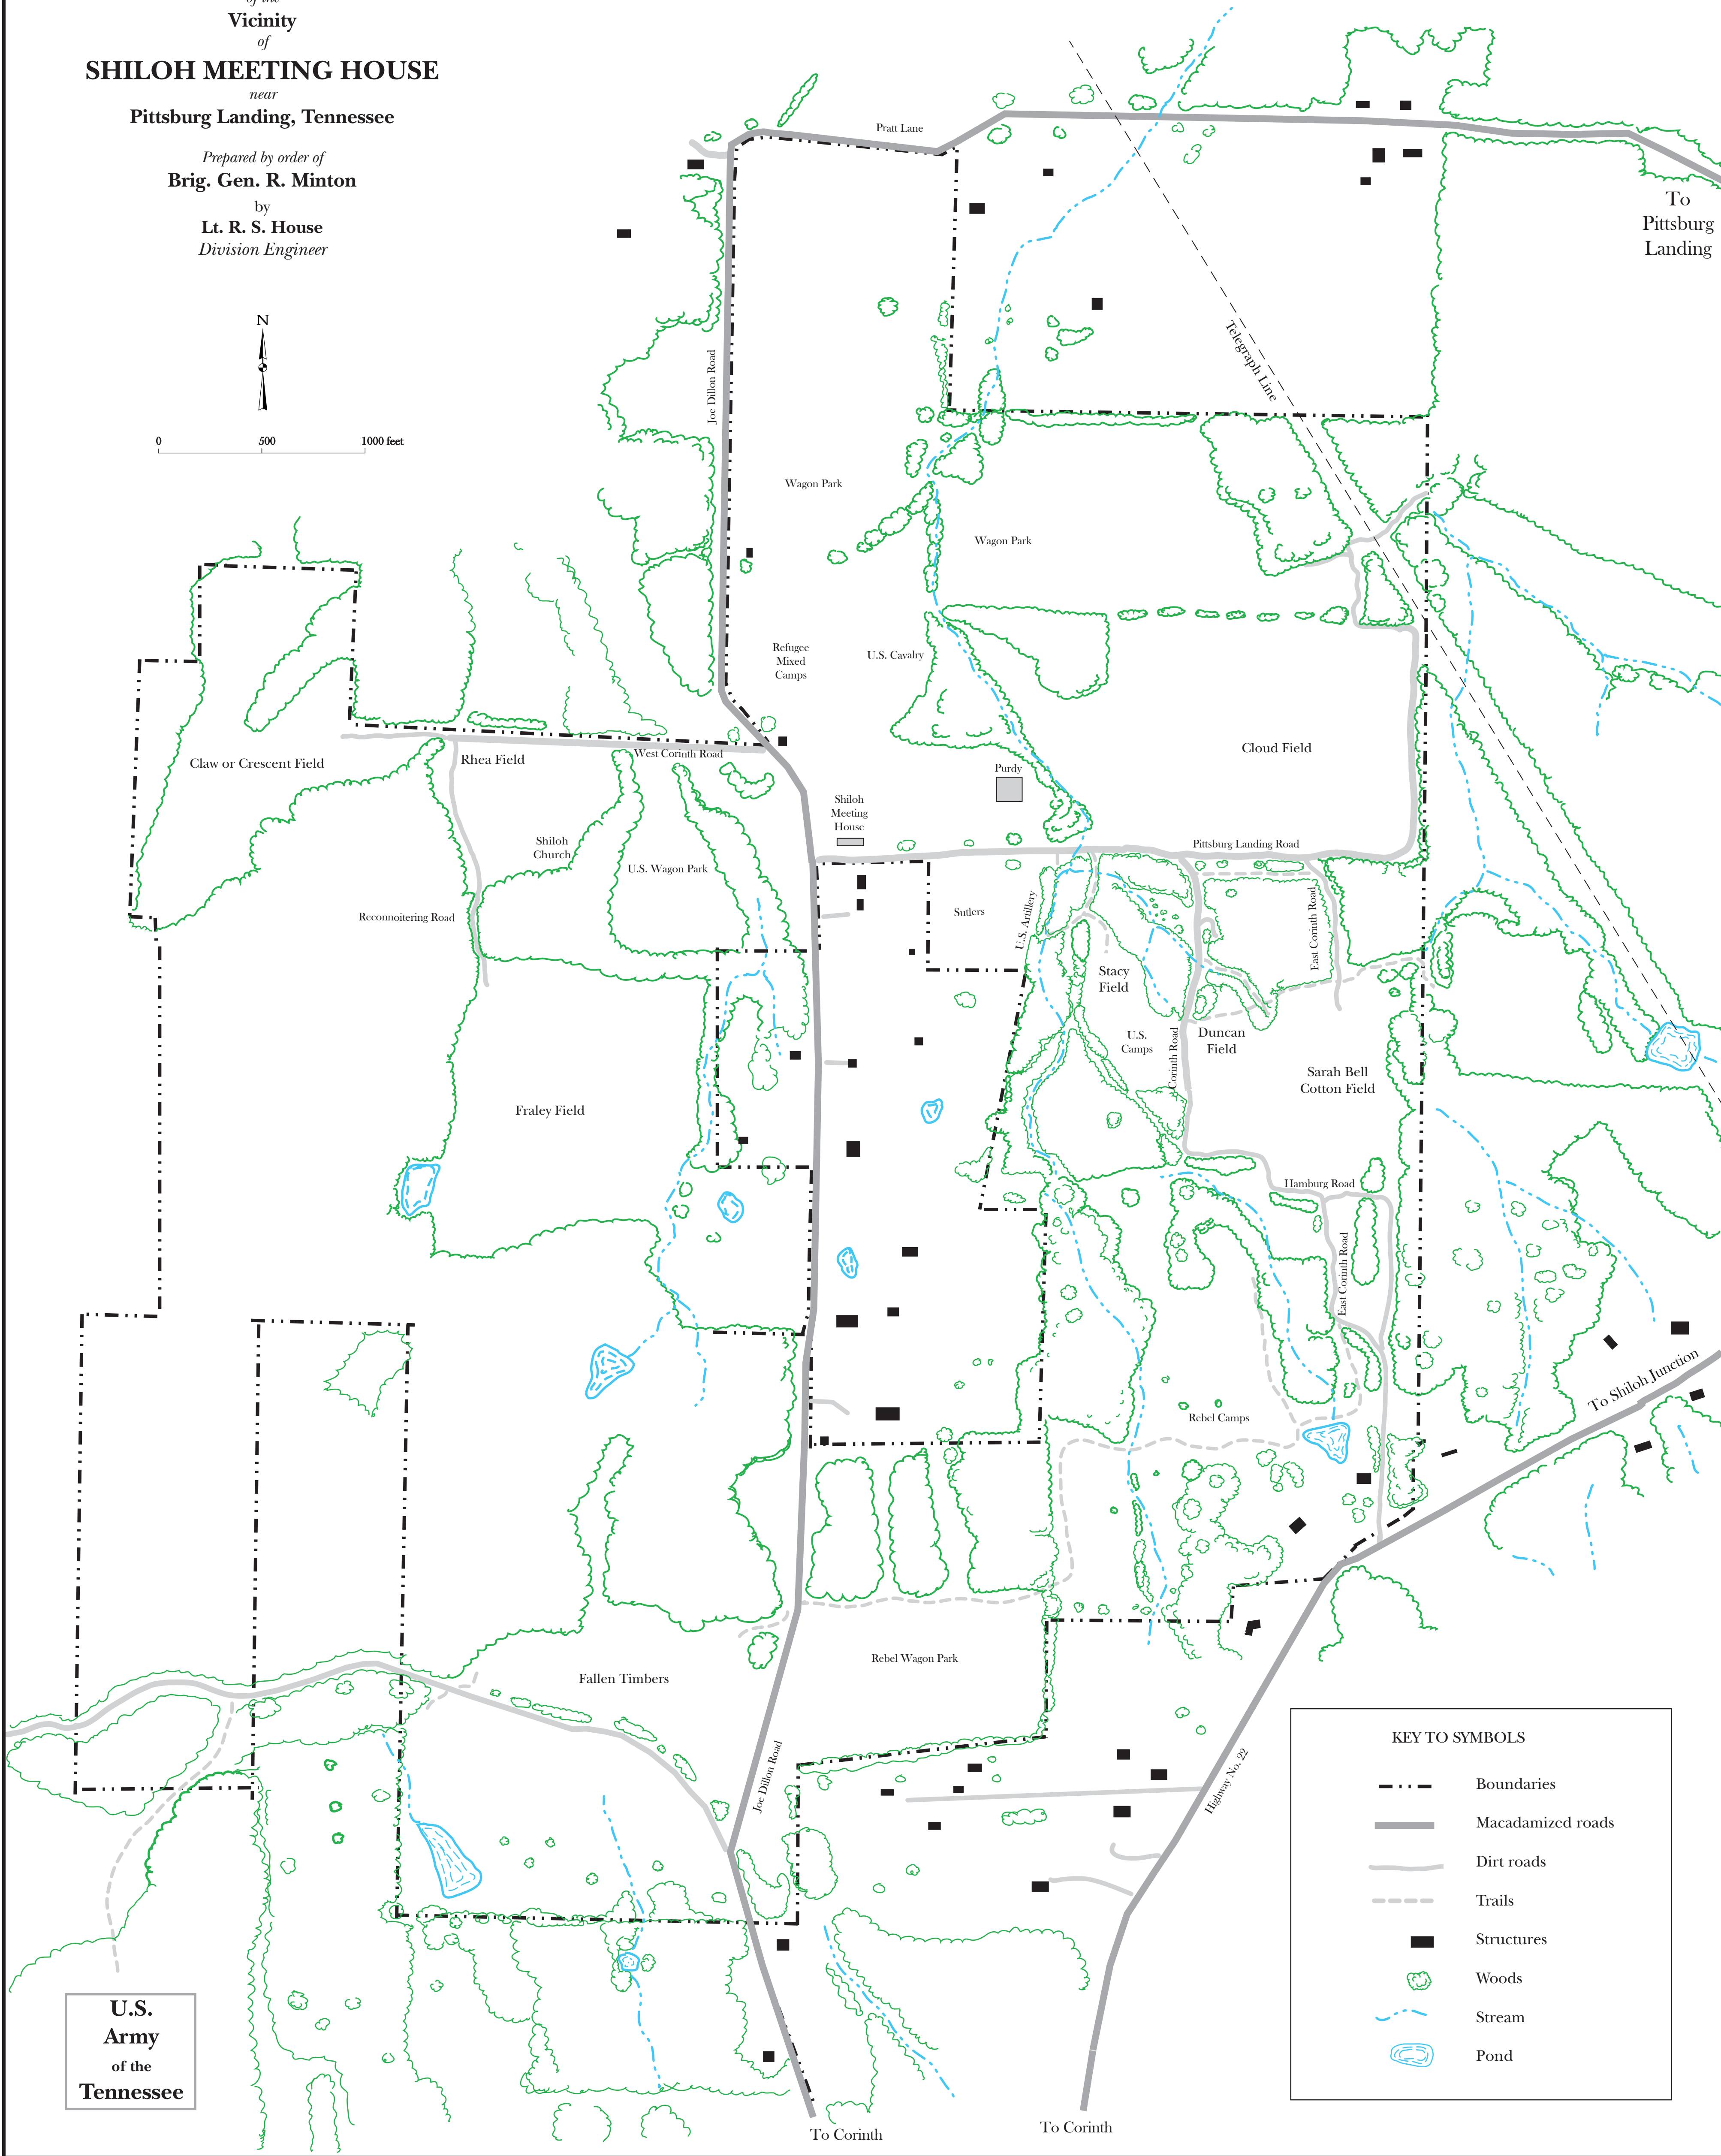 of the
Vicinity
of
SHILOH MEETING HOUSE
near
Pittsburg Landing, Tennessee
Prepared by order of
Brig. Gen. R. Minton
by
Lt. R. S. House
Division Engineer
N
0 500 1000 feet
Pratt Lane
To
Pittsburg
Landing
Telegraph Line
Joe Dillon Road
Wagon Park
Wagon Park
Refugee
Mixed
Camps
U.S. Cavalry
Cloud Field
Claw or Crescent Field
Rhea Field
West Corinth Road
Purdy
Shiloh
Meeting
House
Pittsburg Landing Road
Shiloh
Church
U.S. Wagon Park
Reconnoitering Road
Sutlers
U.S. Artillery
East Corinth Road
Stacy
Field
U.S.
Camps
Corinth Road
Duncan
Field
Sarah Bell
Cotton Field
Fraley Field
Hamburg Road
East Corinth Road
To Shiloh Junction
Rebel Camps
Rebel Wagon Park
Fallen Timbers
Joe Dillon Road
Highway No. 22
KEY TO SYMBOLS
Boundaries
Macadamized roads
Dirt roads
Trails
Structures
Woods
Stream
Pond
U.S.
Army
of the
Tennessee
To Corinth
To Corinth